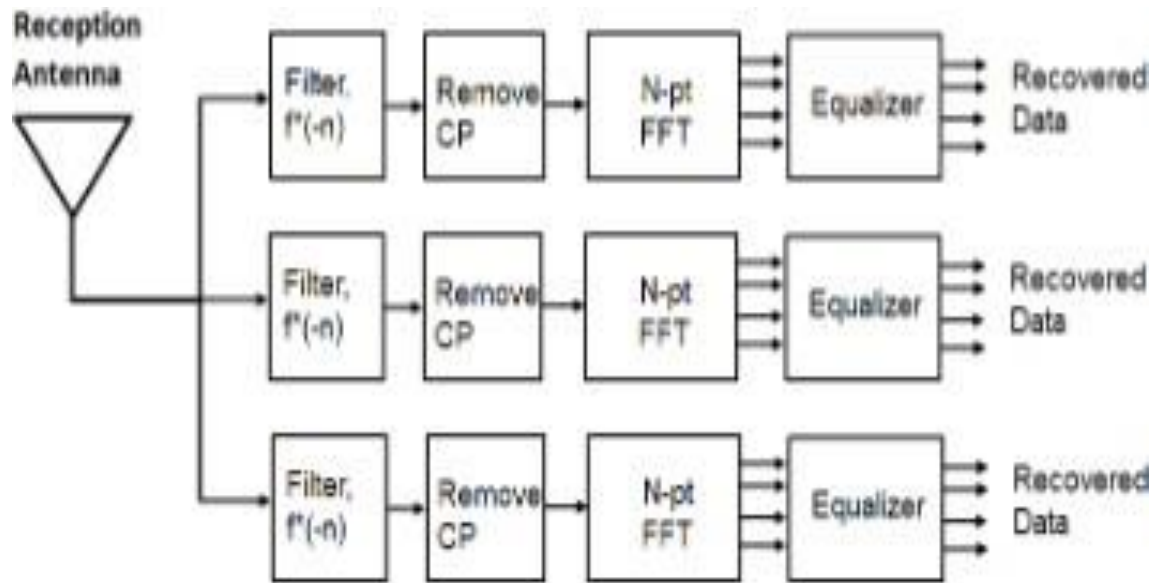 Reception
Antenna
Filter,
f*(-n)
Remove
CP
N-pt
FFT
Equalizer
Recovered
Data
Filter,
f*(-n)
Remove
CP
N-pt
FFT
Equalizer
Recovered
Data
Filter,
f*(-n)
Remove
CP
N-pt
FFT
Equalizer
Recovered
Data